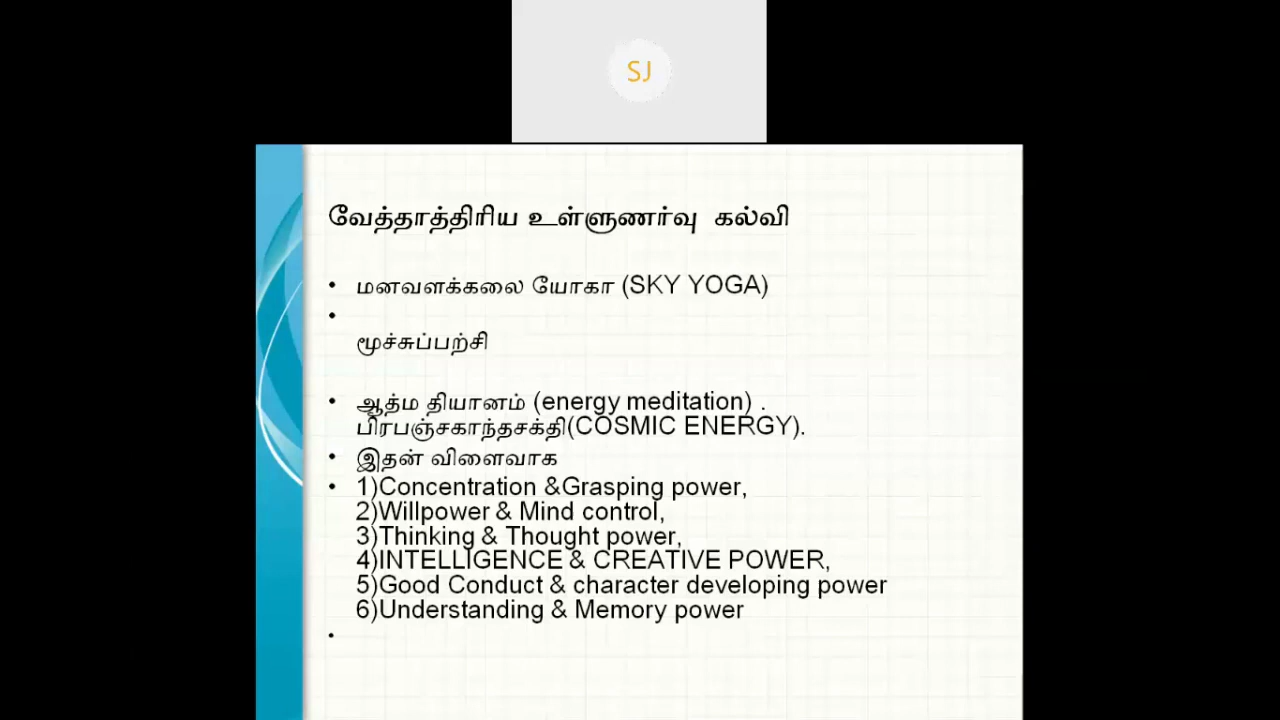 SJ
வேத்தாத்திரிய உள்ளுணர்வு கல்வி
• மனவளக்கலை யோகா (SKY YOGA)
•
மூச்சுப்பற்சி
• ஆத்ம தியானம் (energy meditation) .
பிரபஞ்சகாந்தசக்தி(COSMIC ENERGY).
• இதன் விளைவாக
• 1)Concentration &Grasping power,
2)Willpower & Mind control,
3)Thinking & Thought power,
4)INTELLIGENCE & CREATIVE POWER,
5)Good Conduct & character developing power
6)Understanding & Memory power
•